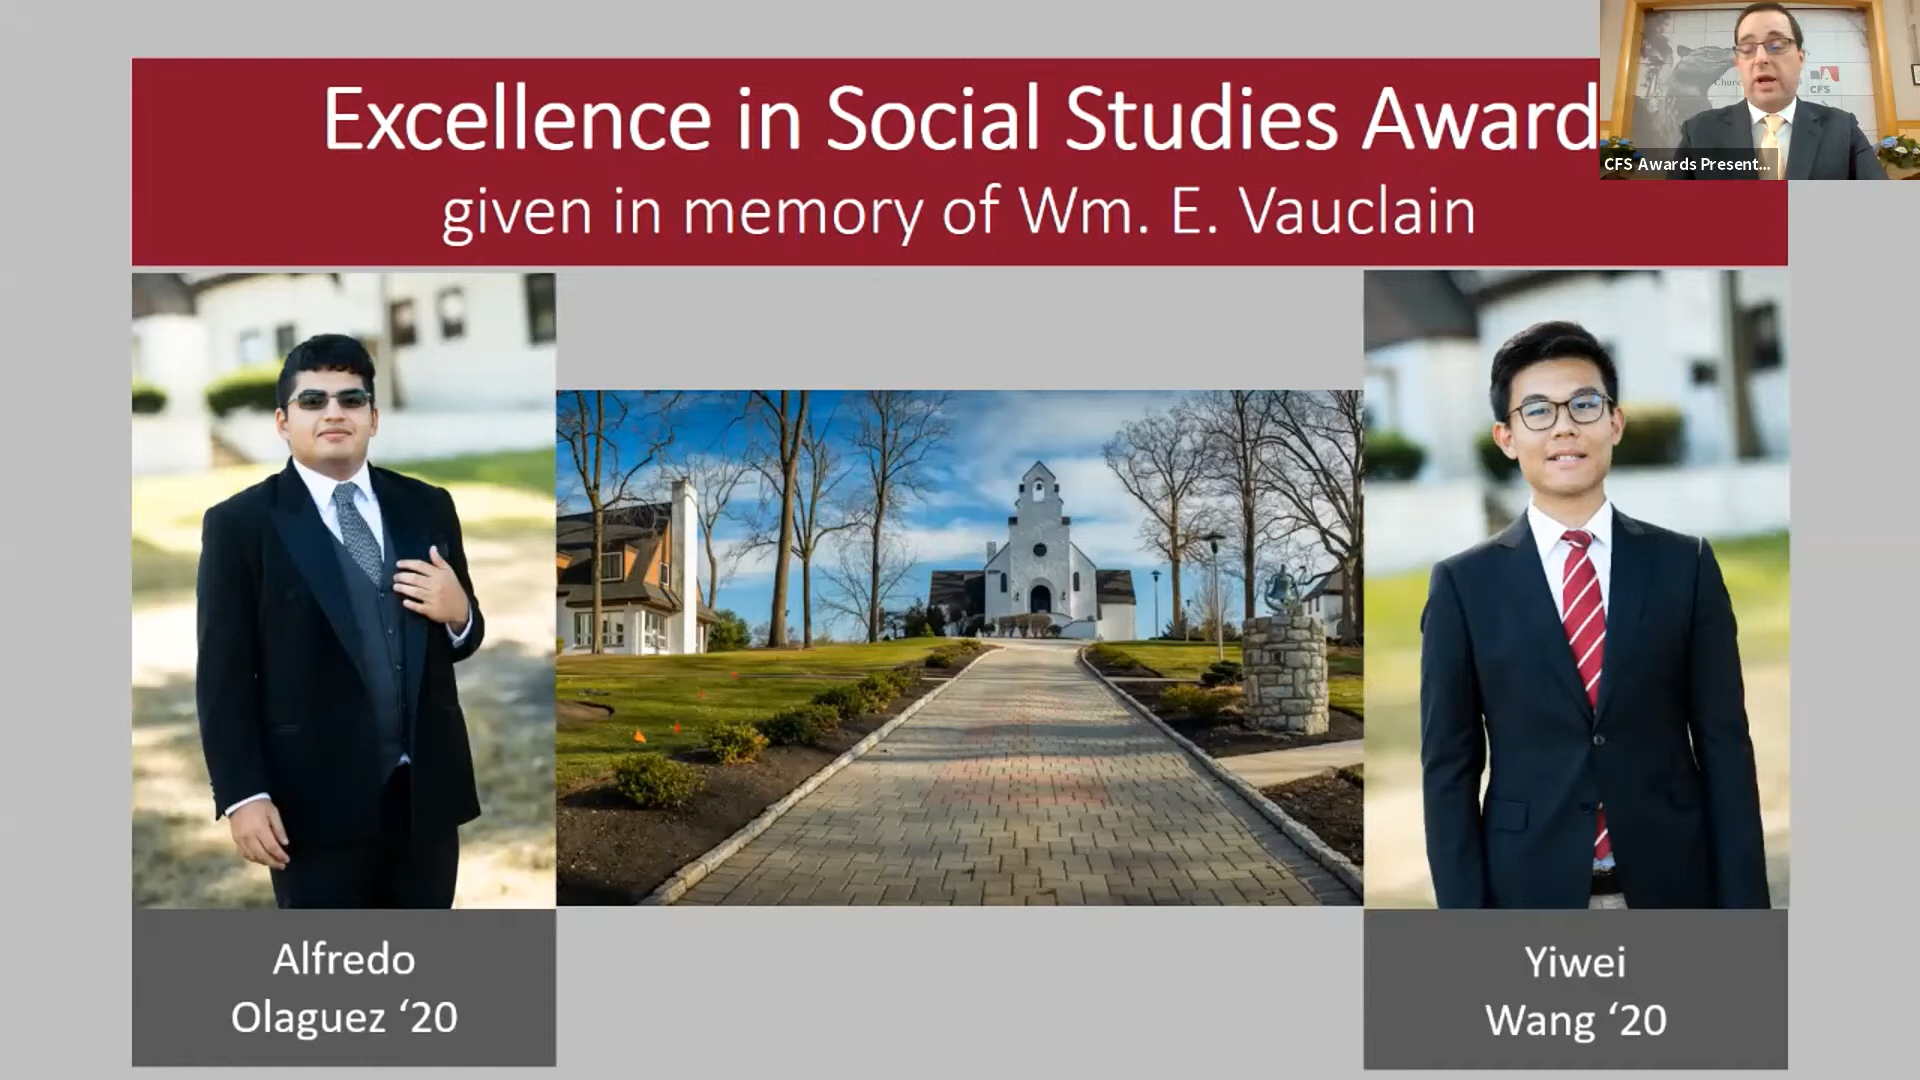 Excellence in Social Studies Award
given in memory of Wm. E. Vauclain
CFS
CFS Awards Present...
Alfredo
Olaguez ‘20
Yiwei
Wang ‘20